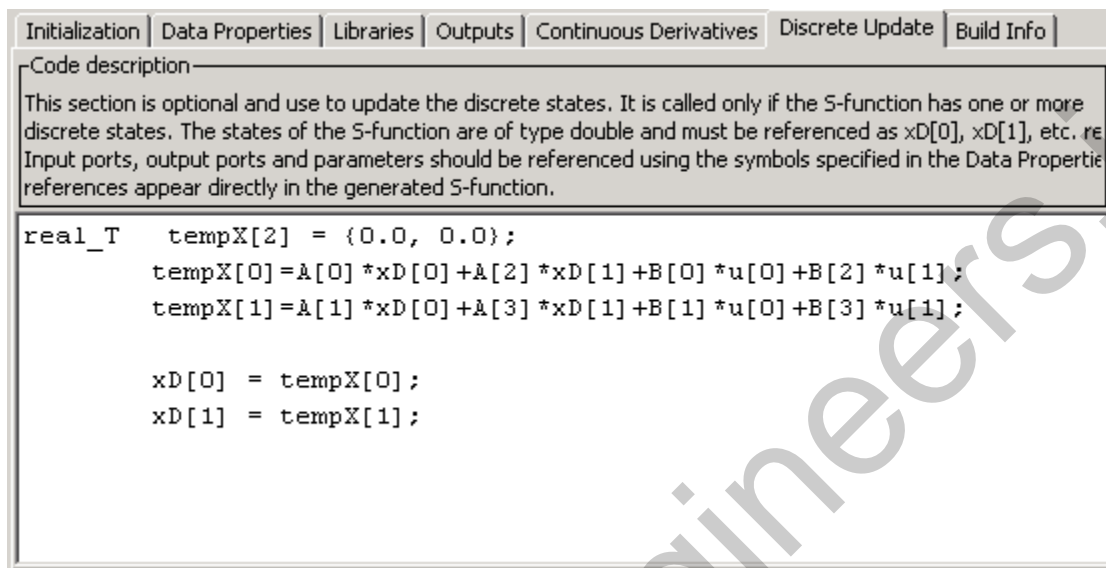 Initialization Data Properties Libraries Outputs Continuous Derivatives Discrete Update Build Info
Code description
This section is optional and use to update the discrete states. It is called only if the S-function has one or more
discrete states. The states of the S-function are of type double and must be referenced as xD[0], xD[1], etc. re
Input ports, output ports and parameters should be referenced using the symbols specified in the Data Propertie
references appear directly in the generated S-function.
real_T tempX[2] = {0.0, 0.0};
tempX[0]=A[0]*xD[0]+A[2]*xD[1]+B[0]*u[0]+B[2]*u[1];
tempX[1]=A[1]*xD[0]+A[3]*xD[1]+B[1]*u[0]+B[3]*u[1];
xD[0] = tempX[0];
xD[1] = tempX[1];